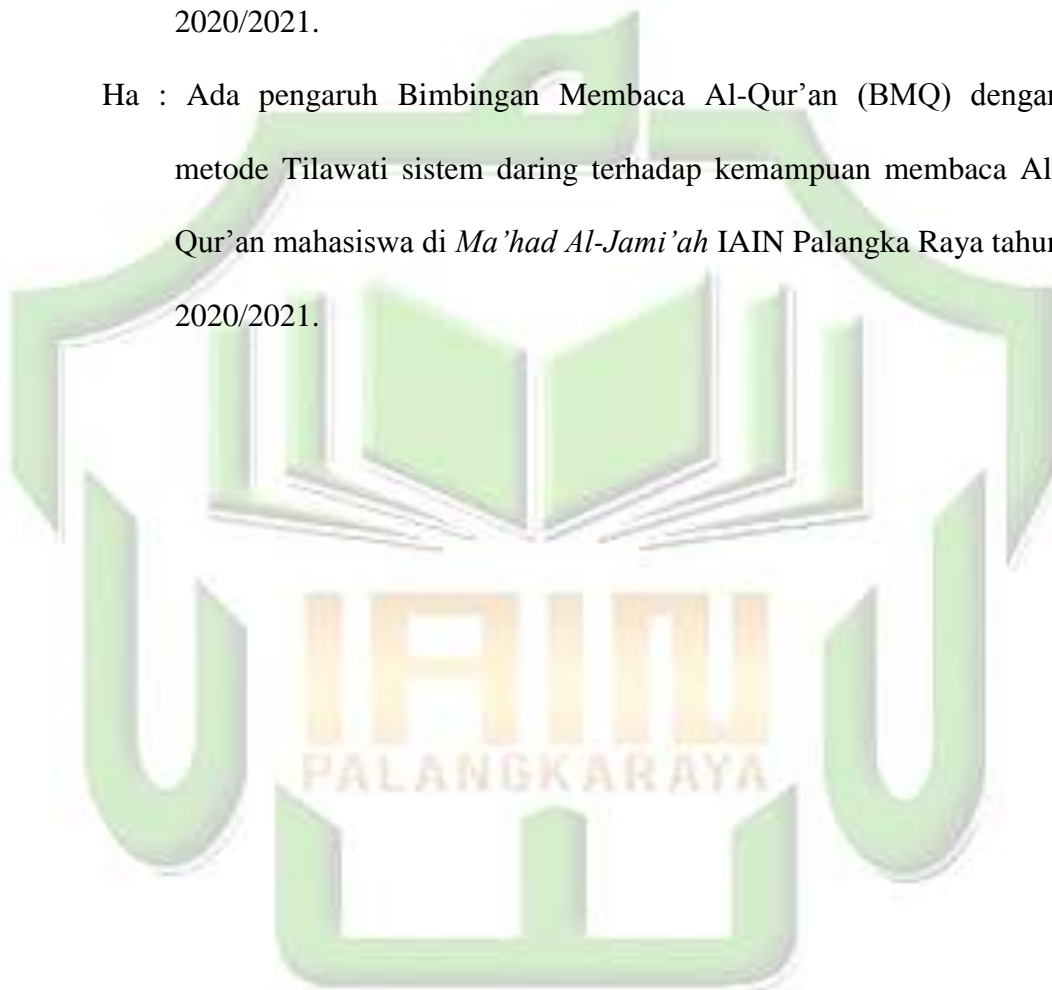 2020/2021.
Ha : Ada pengaruh Bimbingan Membaca Al-Qur’an (BMQ) dengan
metode Tilawati sistem daring terhadap kemampuan membaca Al
Qur’an mahasiswa di Ma’had Al-Jami’ah IAIN Palangka Raya tahun
2020/2021.
IAIN
PALANGKARAYA